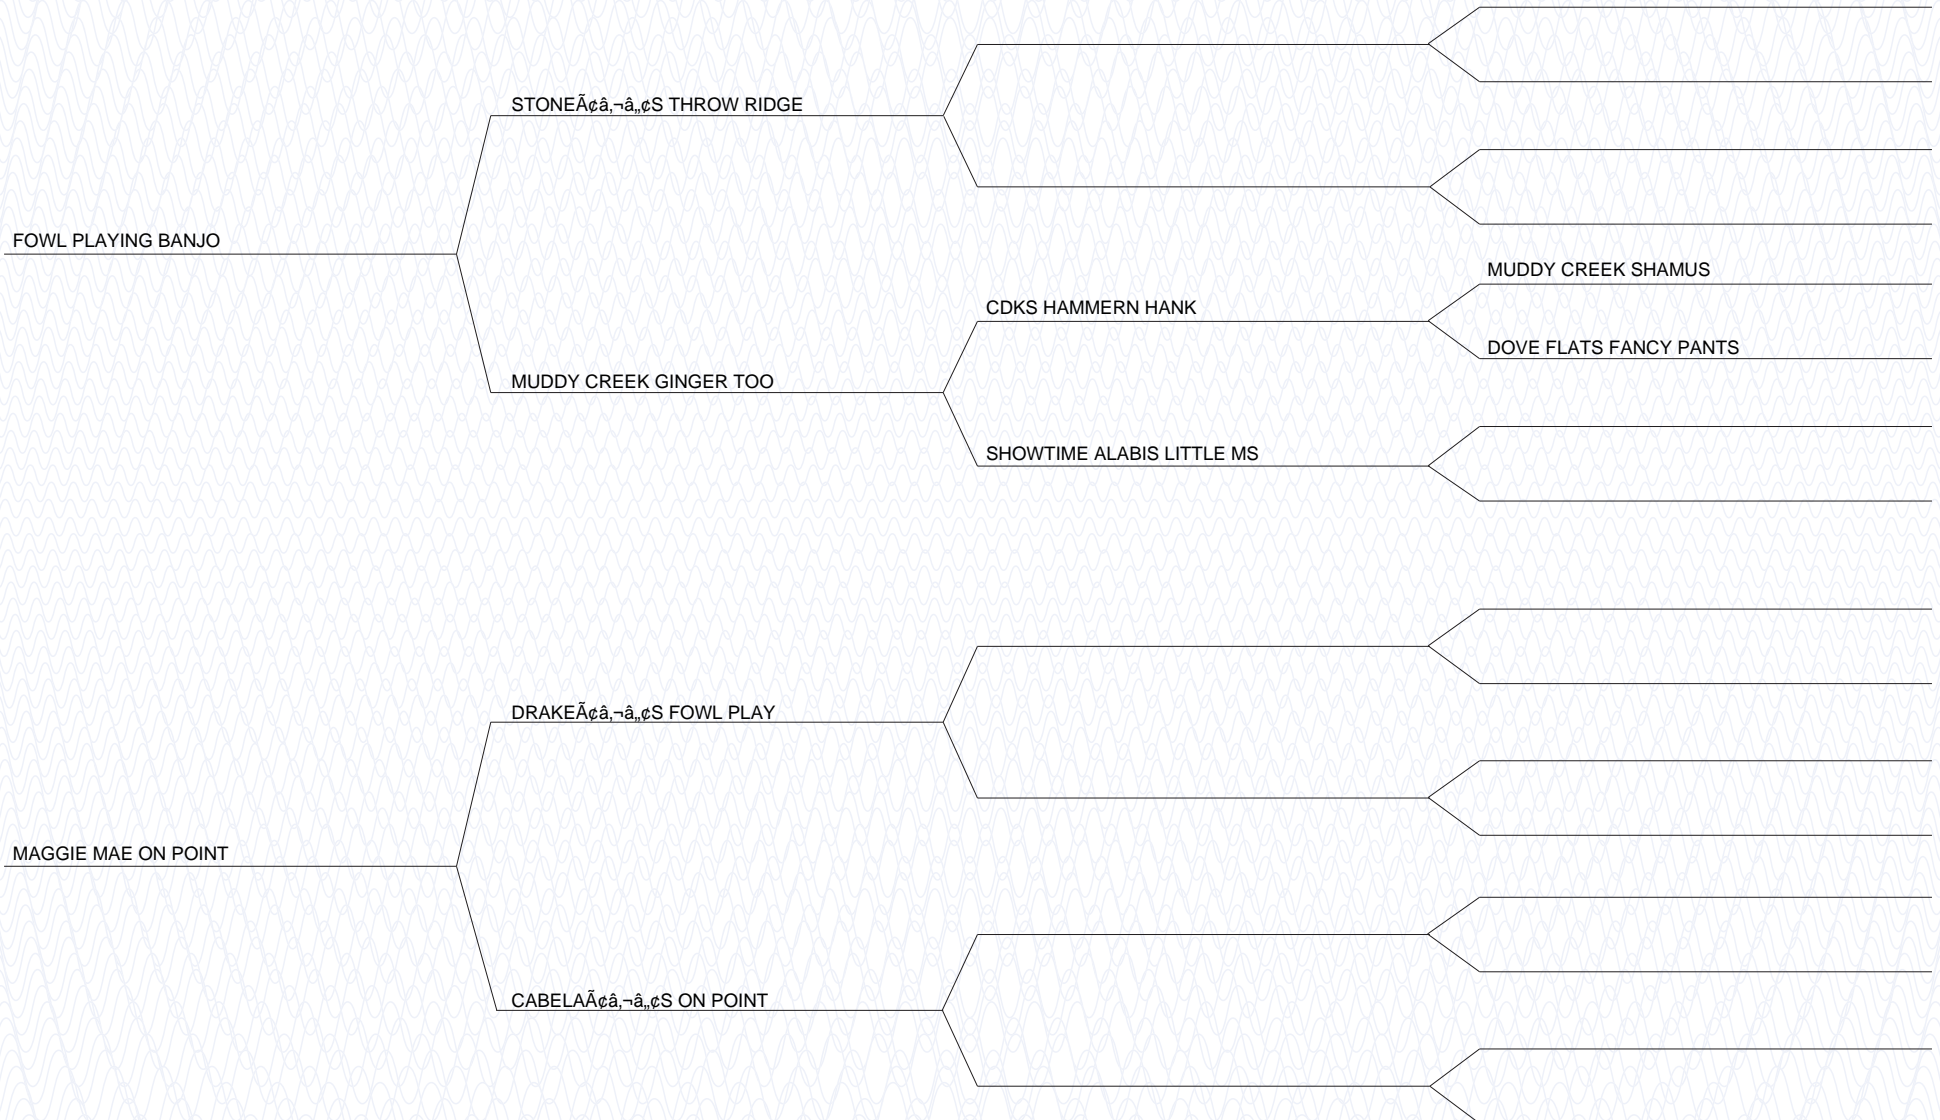 STONEÃ¢â‚¬â„¢S THROW RIDGE
FOWL PLAYING BANJO
MUDDY CREEK SHAMUS
CDKS HAMMERN HANK
DOVE FLATS FANCY PANTS
MUDDY CREEK GINGER TOO
SHOWTIME ALABIS LITTLE MS
DRAKEÃ¢â‚¬â„¢S FOWL PLAY
MAGGIE MAE ON POINT
CABELAÃ¢â‚¬â„¢S ON POINT